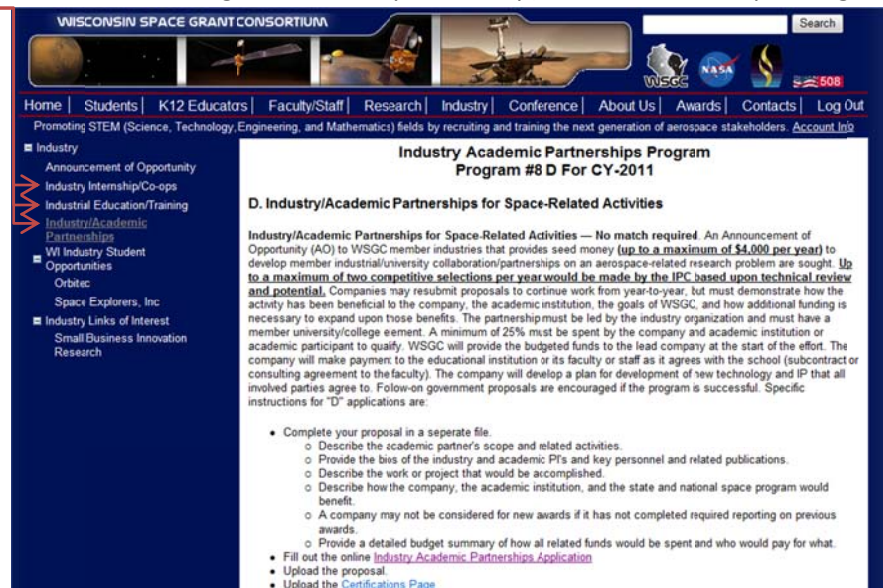 WISCONSIN SPACE GRANT CONSORTIUM
Search
WSGC
NASA
508
Home | Students | K12 Educators | Faculty/Staff | Research | Industry | Conference | About Us | Awards | Contacts | Log Out
Promoting STEM (Science, Technology, Engineering, and Mathematics) fields by recruiting and training the next generation of aerospace stakeholders. Account Info
Industry
Announcement of Opportunity
Industry Internship/Co-ops
Industrial Education/Training
Industry/Academic
Partnerships
WI Industry Student
Opportunities
Orbitec
Space Explorers, Inc
Industry Links of Interest
Small Business Innovation
Research
Industry Academic Partnerships Program
Program #8 D For CY-2011
D. Industry/Academic Partnerships for Space-Related Activities
Industry/Academic Partnerships for Space-Related Activities — No match required. An Announcement of
Opportunity (AO) to WSGC member industries that provides seed money (up to a maximum of $4,000 per year) to
develop member industrial/university collaboration/partnerships on an aerospace-related research problem are sought. Up
to a maximum of two competitive selections per year would be made by the IPC based upon technical review
and potential. Companies may resubmit proposals to continue work from year-to-year, but must demonstrate how the
activity has been beneficial to the company, the academic institution, the goals of WSGC, and how additional funding is
necessary to expand upon those benefits. The partnership must be led by the industry organization and must have a
member university/college eement. A minimum of 25% must be spent by the company and academic institution or
academic participant to qualify. WSGC will provide the budgeted funds to the lead company at the start of the effort. The
company will make payment to the educational institution or its faculty or staff as it agrees with the school (subcontract or
consulting agreement to the faculty). The company will develop a plan for development of new technology and IP that all
involved parties agree to. Folow-on government proposals are encouraged if the program is successful. Specific
instructions for "D" applications are:
• Complete your proposal in a seperate file.
o Describe the academic partner's scope and related activities.
o Provide the bios of the industry and academic PI's and key personnel and related publications.
o Describe the work or project that would be accomplished.
o Describe how the company, the academic institution, and the state and national space program would
benefit.
o A company may not be considered for new awards if it has not completed required reporting on previous
awards.
o Provide a detailed budget summary of how all related funds would be spent and who would pay for what.
• Fill out the online Industry Academic Partnerships Application
• Upload the proposal.
• Upload the Certifications Page